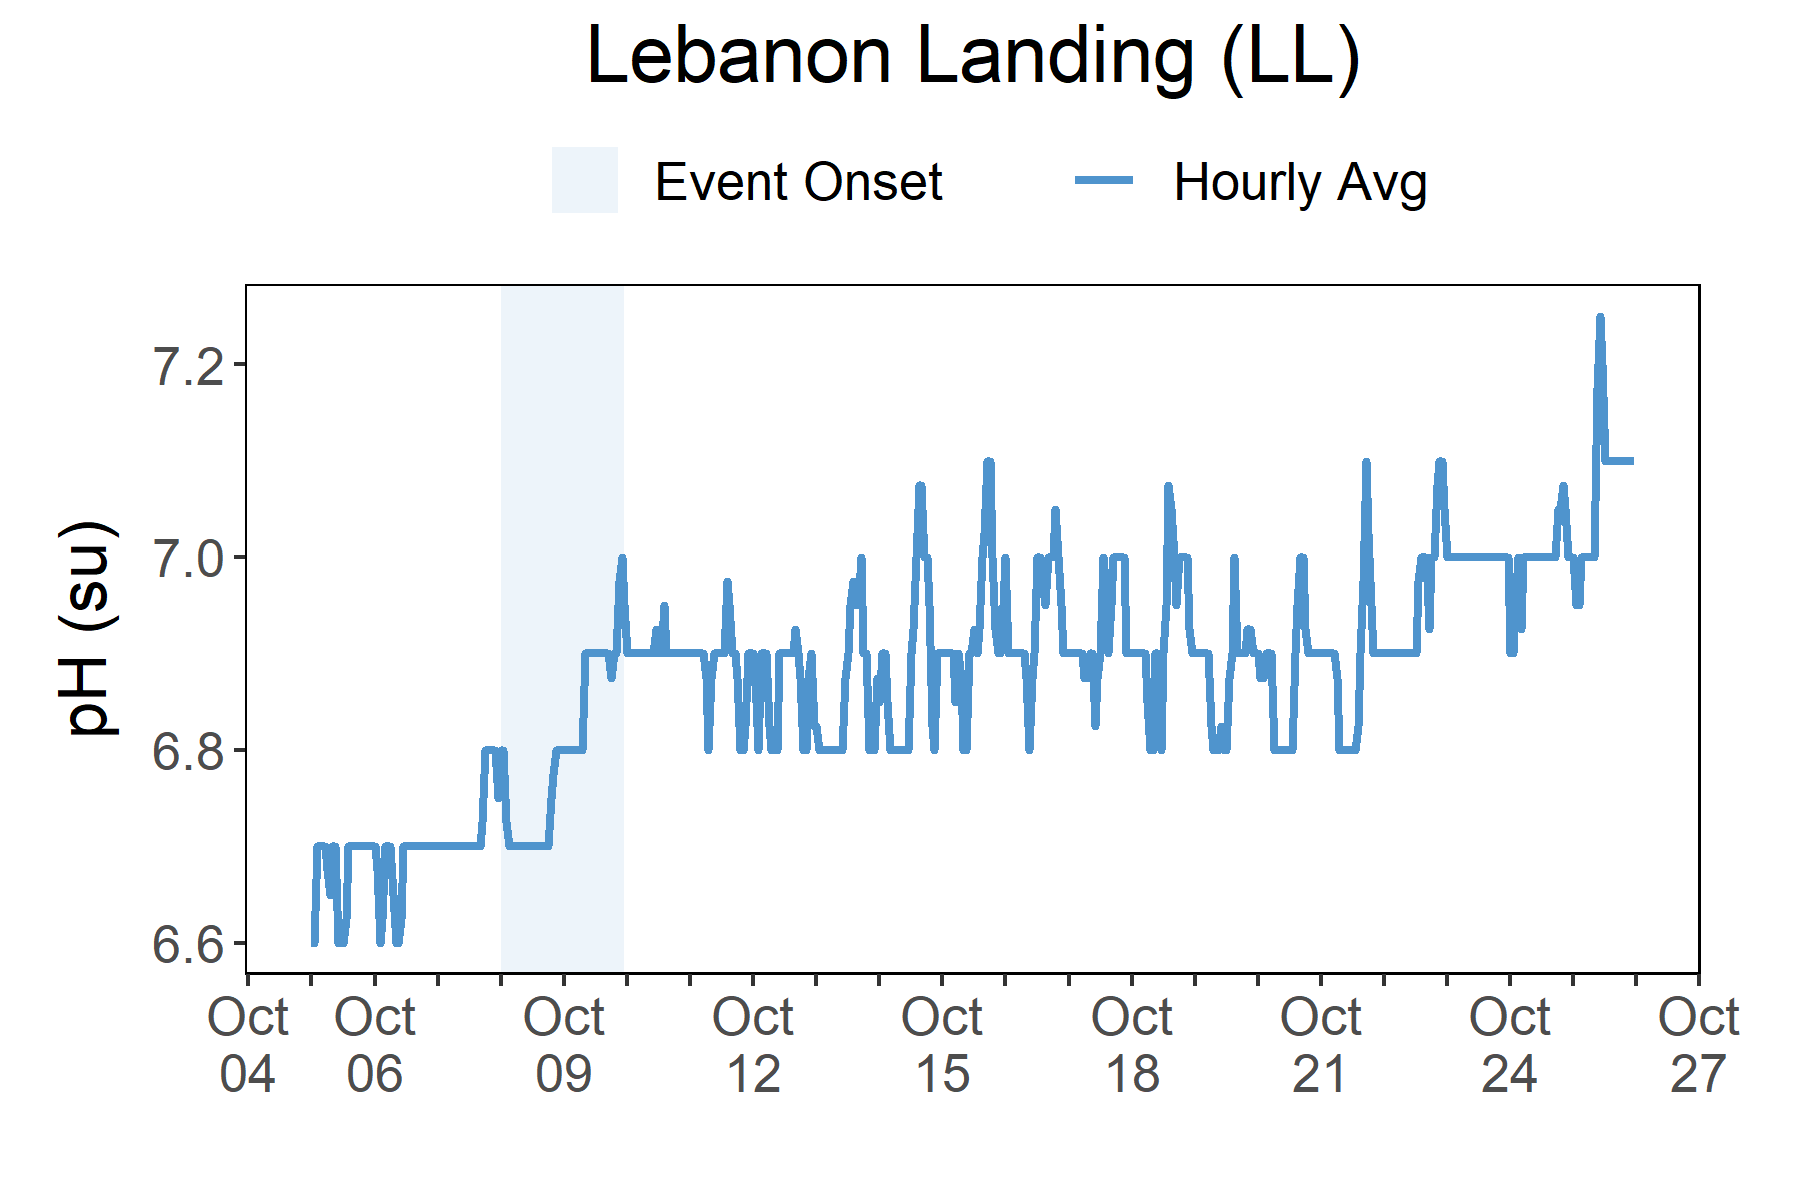 Lebanon Landing (LL)
Event Onset Hourly Avg
pH (su)
7.2
7.0
6.8
6.6
Oct Oct Oct Oct Oct Oct Oct Oct Oct
04 06 09 12 15 18 21 24 27